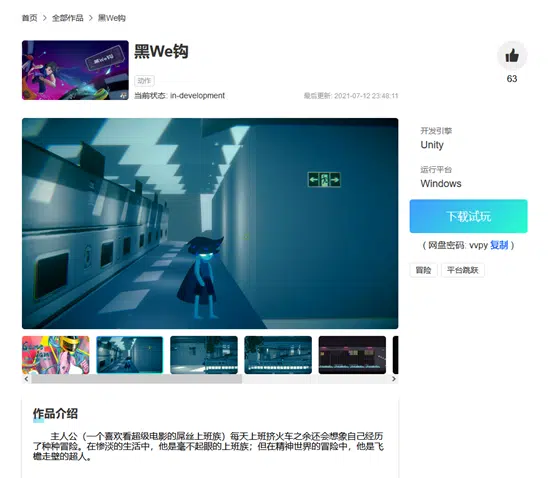 首页 > 全部作品 > 黑We钩
黑We钩
黑We钩
动作
当前状态: in-development
最后更新: 2021-07-12 23:48:11
63
开发引擎
Unity
运行平台
Windows
下载试玩
( 网盘密码: vvpy 复制 )
冒险
平台跳跃
作品介绍
主人公（一个喜欢看超级电影的屌丝上班族）每天上班挤火车之余还会想象自己经历
了种种冒险。在惨淡的生活中，他是毫不起眼的上班族；但在精神世界的冒险中，他是飞
檐走壁的超人。